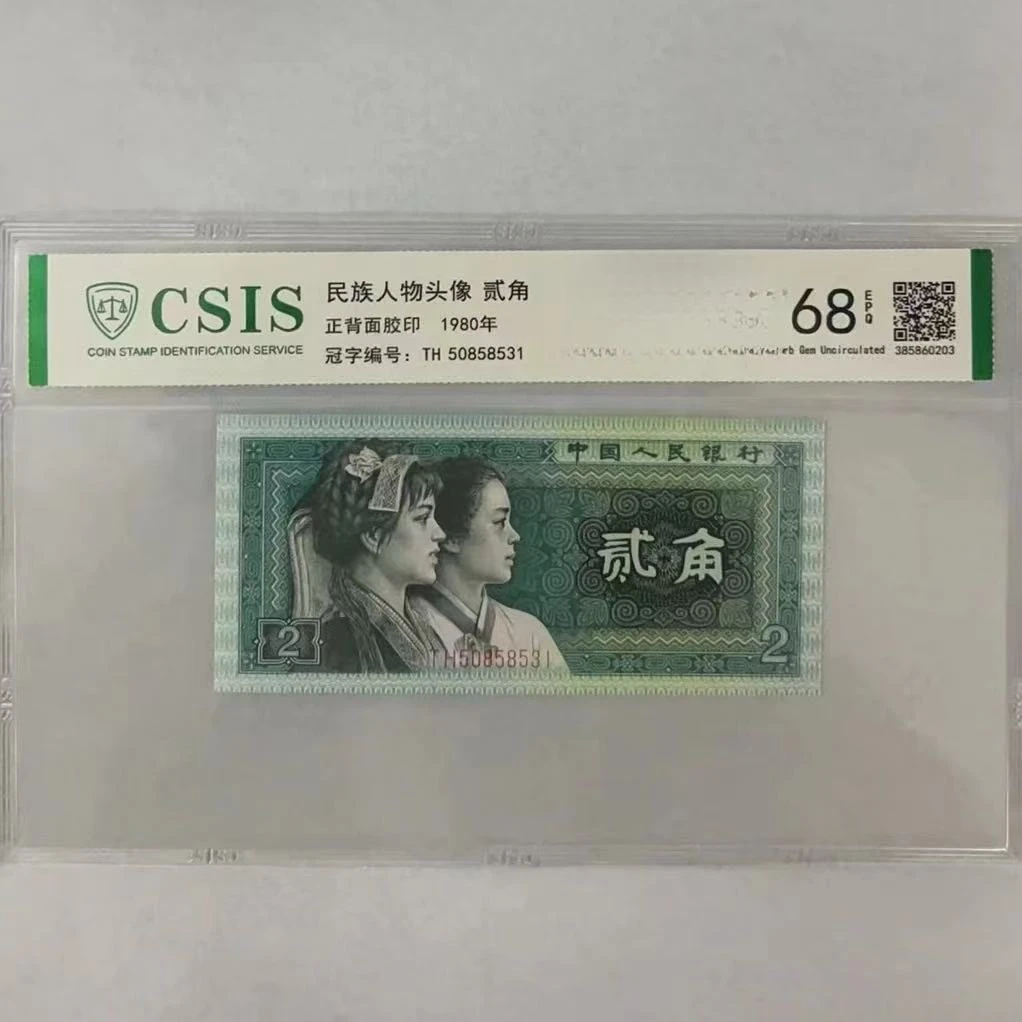 CSIS
COIN STAMP IDENTIFICATION SERVICE
民族人物头像 贰角
正背面胶印 1980年
冠字编号：TH 50858531
68
EPQ
Gem Uncirculated
385860203
中国人民银行
贰角
2
2
TH50858531